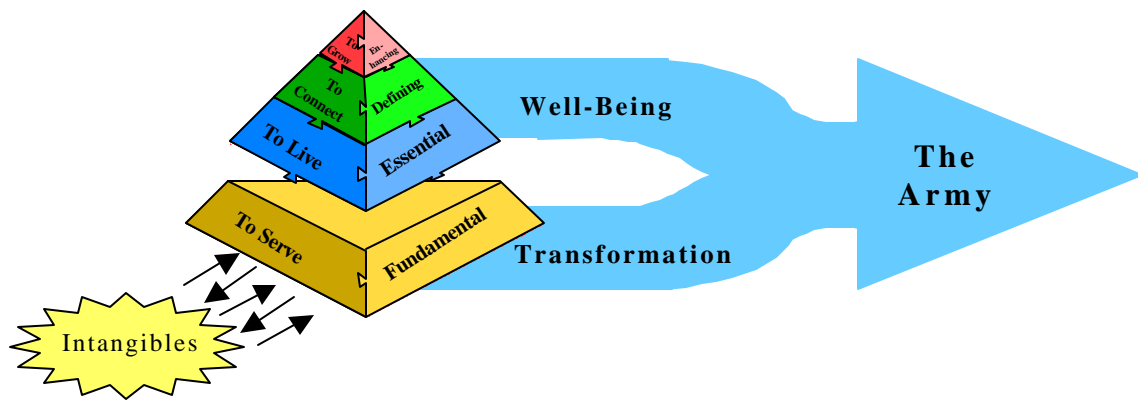 To
Grow
En-
hancing
To
Connect
Defining
To Live
Essential
To Serve
Fundamental
Well-Being
Transformation
The
Army
Intangibles